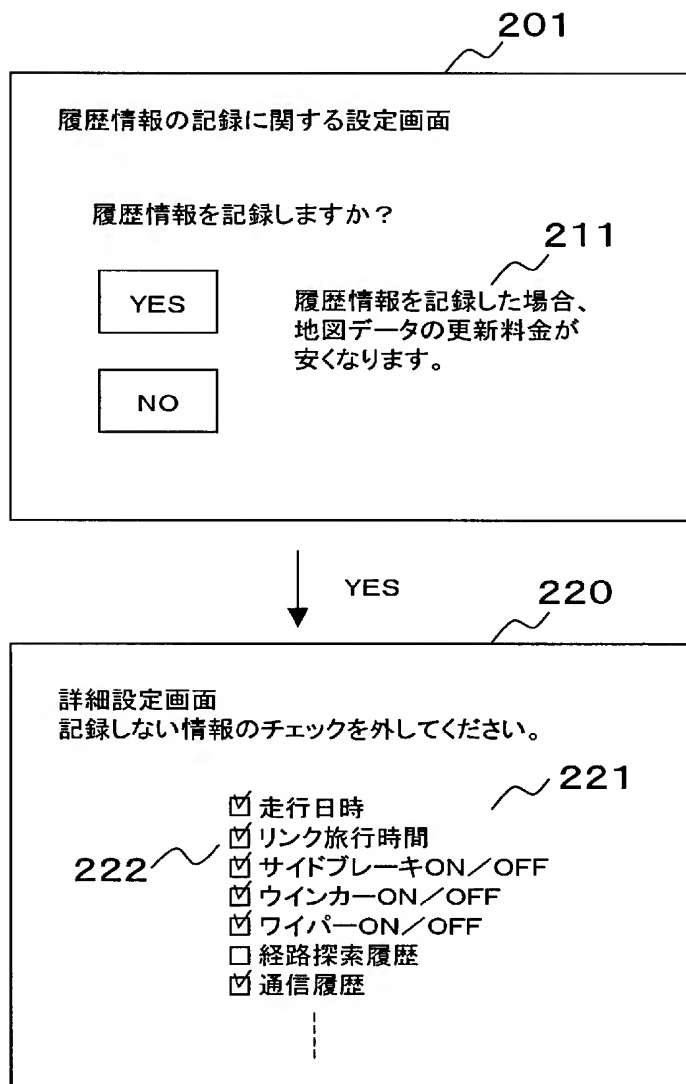 201
履歴情報の記録に関する設定画面
履歴情報を記録しますか？
211
YES
履歴情報を記録した場合、
地図データの更新料金が
安くなります。
NO
YES
220
詳細設定画面
記録しない情報のチェックを外してください。
221
走行日時
リンク旅行時間
222
サイドブレーキON／OFF
ウインカーON／OFF
ワイパーON／OFF
経路探索履歴
通信履歴